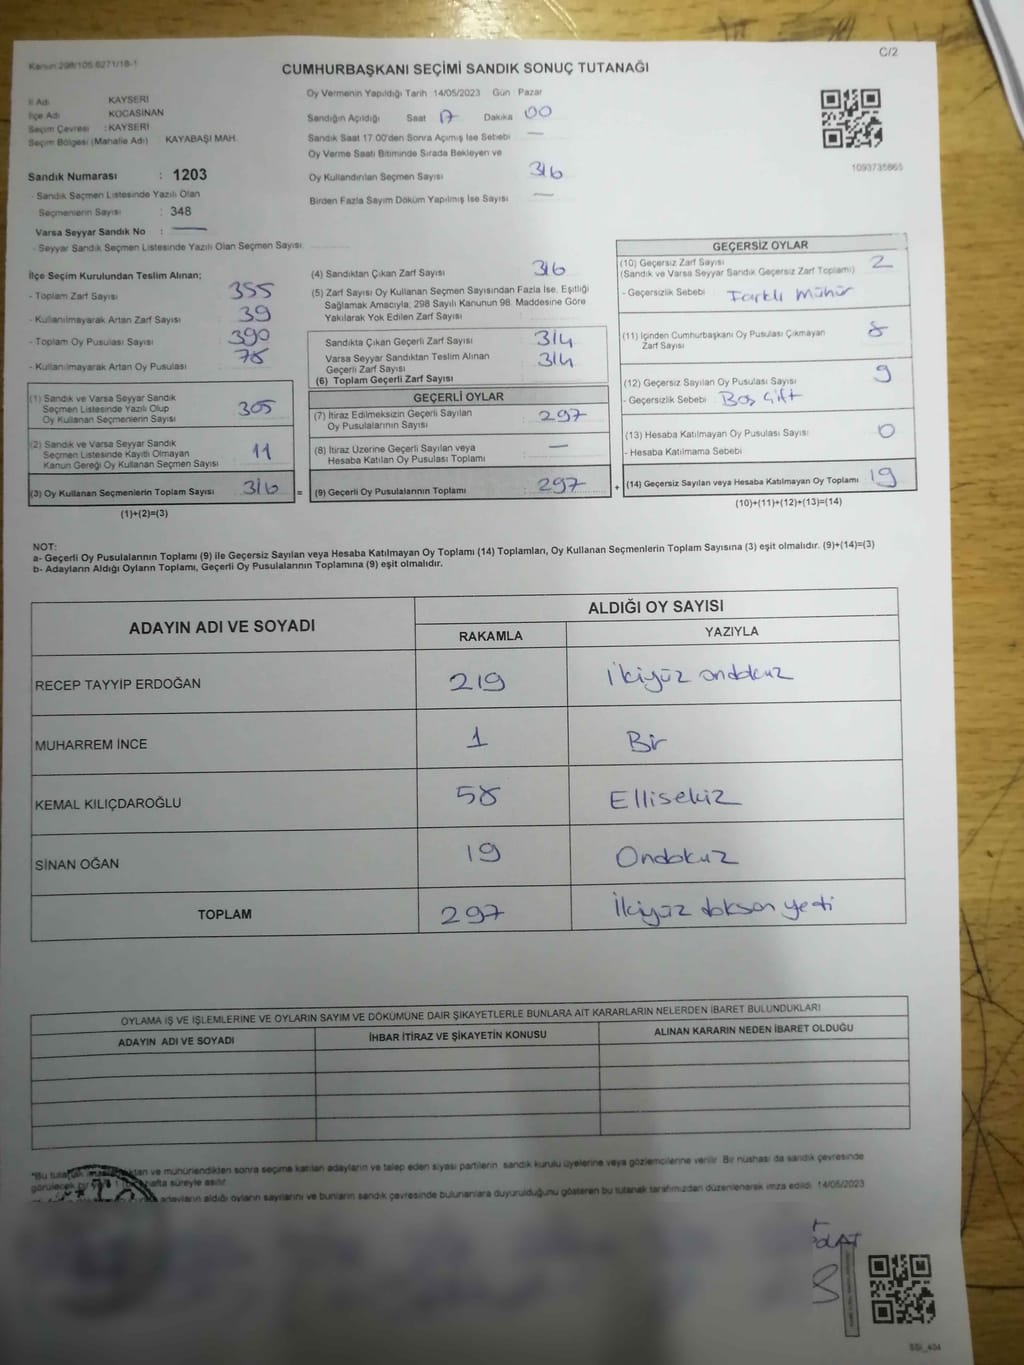 C/2
Kanun:298/105 6271/18-1
CUMHURBAŞKANI SEÇİMİ SANDIK SONUÇ TUTANAĞI
İl Adı KAYSERİ
İlçe Adı KOCASİNAN
Seçim Çevresi : KAYSERİ
Seçim Bölgesi (Mahalle Adı) KAYABAŞI MAH.
Sandık Numarası : 1203
- Sandık Seçmen Listesinde Yazılı Olan
Seçmenlerin Sayısı : 348
Varsa Seyyar Sandık No : —
- Seyyar Sandık Seçmen Listesinde Yazılı Olan Seçmen Sayısı
Oy Vermenin Yapıldığı Tarih :14/05/2023 Gün : Pazar
Sandığın Açıldığı Saat 17 Dakika 00
Sandık Saat 17:00'den Sonra Açılmış İse Sebebi —
Oy Verme Saati Bitiminde Sırada Bekleyen ve
Oy Kullandırılan Seçmen Sayısı 316
Birden Fazla Sayım Döküm Yapılmış İse Sayısı —
1093735865
İlçe Seçim Kurulundan Teslim Alınan;
- Toplam Zarf Sayısı 355
- Kullanılmayarak Artan Zarf Sayısı 39
- Toplam Oy Pusulası Sayısı 390
- Kullanılmayarak Artan Oy Pusulası 78
(1) Sandık ve Varsa Seyyar Sandık
Seçmen Listesinde Yazılı Olup
Oy Kullanan Seçmenlerin Sayısı 305
(2) Sandık ve Varsa Seyyar Sandık
Seçmen Listesinde Kayıtlı Olmayan
Kanun Gereği Oy Kullanan Seçmen Sayısı 11
(3) Oy Kullanan Seçmenlerin Toplam Sayısı 316 =
(1)+(2)=(3)
(4) Sandıktan Çıkan Zarf Sayısı 316
(5) Zarf Sayısı Oy Kullanan Seçmen Sayısından Fazla İse, Eşitliği
Sağlamak Amacıyla, 298 Sayılı Kanunun 98. Maddesine Göre
Yakılarak Yok Edilen Zarf Sayısı
Sandıkta Çıkan Geçerli Zarf Sayısı 314
Varsa Seyyar Sandıktan Teslim Alınan
Geçerli Zarf Sayısı 314
(6) Toplam Geçerli Zarf Sayısı
GEÇERLİ OYLAR
(7) İtiraz Edilmeksizin Geçerli Sayılan
Oy Pusulalarının Sayısı 297
(8) İtiraz Üzerine Geçerli Sayılan veya
Hesaba Katılan Oy Pusulası Toplamı —
(9) Geçerli Oy Pusulalarının Toplamı 297 +
GEÇERSİZ OYLAR
(10) Geçersiz Zarf Sayısı 2
(Sandık ve Varsa Seyyar Sandık Geçersiz Zarf Toplamı)
- Geçersizlik Sebebi Farklı Mühür
(11) İçinden Cumhurbaşkanı Oy Pusulası Çıkmayan
Zarf Sayısı 8
(12) Geçersiz Sayılan Oy Pusulası Sayısı 9
- Geçersizlik Sebebi Boş Çift
(13) Hesaba Katılmayan Oy Pusulası Sayısı 0
- Hesaba Katılmama Sebebi
(14) Geçersiz Sayılan veya Hesaba Katılmayan Oy Toplamı 19
(10)+(11)+(12)+(13)=(14)
NOT:
a- Geçerli Oy Pusulalarının Toplamı (9) ile Geçersiz Sayılan veya Hesaba Katılmayan Oy Toplamı (14) Toplamları, Oy Kullanan Seçmenlerin Toplam Sayısına (3) eşit olmalıdır. (9)+(14)=(3)
b- Adayların Aldığı Oyların Toplamı, Geçerli Oy Pusulalarının Toplamına (9) eşit olmalıdır.
ADAYIN ADI VE SOYADI ALDIĞI OY SAYISI
RAKAMLA YAZIYLA
RECEP TAYYİP ERDOĞAN 219 ikiyüz ondokuz
MUHARREM İNCE 1 Bir
KEMAL KILIÇDAROĞLU 58 Ellisekiz
SİNAN OĞAN 19 Ondokuz
TOPLAM 297 İkiyüz doksan yedi
OYLAMA İŞ VE İŞLEMLERİNE VE OYLARIN SAYIM VE DÖKÜMÜNE DAİR ŞİKAYETLERLE BUNLARA AİT KARARLARIN NELERDEN İBARET BULUNDUKLARI
ADAYIN ADI VE SOYADI İHBAR İTİRAZ VE ŞİKAYETİN KONUSU ALINAN KARARIN NEDEN İBARET OLDUĞU
*Bu tutanak ve mühürlendikten sonra seçime katılan adayların ve talep eden siyasi partilerin, sandık kurulu üyelerine veya gözlemcilerine verilir. Bir nüshası da sandık çevresinde
görülecek bir hafta süreyle asılır.
adayların aldığı oyların sayılarını ve bunların sandık çevresinde bulunanlara duyurulduğunu gösteren bu tutanak tarafımızdan düzenlenerek imza edildi. 14/05/2023